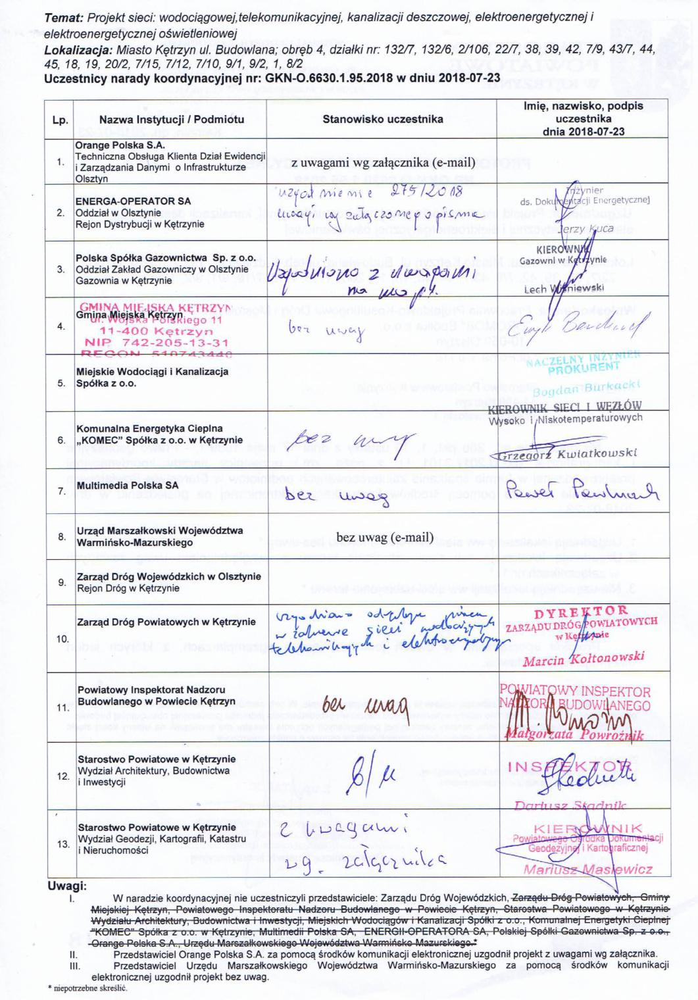 Temat: Projekt sieci: wodociągowej,telekomunikacyjnej, kanalizacji deszczowej, elektroenergetycznej i
elektroenergetycznej oświetleniowej
Lokalizacja: Miasto Kętrzyn ul. Budowlana; obręb 4, działki nr: 132/7, 132/6, 2/106, 22/7, 38, 39, 42, 7/9, 43/7, 44,
45, 18, 19, 20/2, 7/15, 7/12, 7/10, 9/1, 9/2, 1, 8/2
Uczestnicy narady koordynacyjnej nr: GKN-O.6630.1.95.2018 w dniu 2018-07-23
Lp. Nazwa Instytucji / Podmiotu Stanowisko uczestnika
Imię, nazwisko, podpis
uczestnika
dnia 2018-07-23
1.
Orange Polska S.A.
Techniczna Obsługa Klienta Dział Ewidencji
i Zarządzania Danymi o Infrastrukturze
Olsztyn
z uwagami wg załącznika (e-mail)
2.
ENERGA-OPERATOR SA
Oddział w Olsztynie
Rejon Dystrybucji w Kętrzynie
uzgodnienie 275/2018
uwagi wg załączonego pisma
Inżynier
ds. Dokumentacji Energetycznej
Jerzy Kuca
3.
Polska Spółka Gazownictwa Sp. z o.o.
Oddział Zakład Gazowniczy w Olsztynie
Gazownia w Kętrzynie
Uzgodniono z uwagami
na
KIEROWNIK
Gazowni w Kętrzynie
Lech Wiśniewski
4.
GMINA MIEJSKA KĘTRZYN
Gmina Miejska Kętrzyn
ul. Wojska Polskiego 11
11-400 Kętrzyn
NIP 742-205-13-31
REGON 510743440
bez uwag
5.
Miejskie Wodociągi i Kanalizacja
Spółka z o.o.
NACZELNY INŻYNIER
PROKURENT
Bogdan Burkacki
6.
Komunalna Energetyka Cieplna
„KOMEC” Spółka z o.o. w Kętrzynie
bez uwag
KIEROWNIK SIECI I WĘZŁÓW
Wysoko i Niskotemperaturowych
Grzegorz Kwiatkowski
7.
Multimedia Polska SA
bez uwag
Paweł
8.
Urząd Marszałkowski Województwa
Warmińsko-Mazurskiego
bez uwag (e-mail)
9.
Zarząd Dróg Wojewódzkich w Olsztynie
Rejon Dróg w Kętrzynie
10.
Zarząd Dróg Powiatowych w Kętrzynie
uzgodniono
w zakresie sieci
DYREKTOR
ZARZĄDU DRÓG POWIATOWYCH
w Kętrzynie
Marcin Kołtonowski
11.
Powiatowy Inspektorat Nadzoru
Budowlanego w Powiecie Kętrzyn
bez uwag
POWIATOWY INSPEKTOR
NADZORU BUDOWLANEGO
Małgorzata Powroźnik
12.
Starostwo Powiatowe w Kętrzynie
Wydział Architektury, Budownictwa
i Inwestycji
b/u
INSPEKTOR
Dariusz Stadnik
13.
Starostwo Powiatowe w Kętrzynie
Wydział Geodezji, Kartografii, Katastru
i Nieruchomości
z uwagami
wg. załącznika
KIEROWNIK
Powiatowego Ośrodka Dokumentacji
Geodezyjnej i Kartograficznej
Mariusz Masiewicz
Uwagi:
I. W naradzie koordynacyjnej nie uczestniczyli przedstawiciele: Zarządu Dróg Wojewódzkich, Zarządu Dróg Powiatowych, Gminy
Miejskiej Kętrzyn, Powiatowego Inspektoratu Nadzoru Budowlanego w Powiecie Kętrzyn, Starostwa Powiatowego w Kętrzynie
Wydziału Architektury, Budownictwa i Inwestycji, Miejskich Wodociągów i Kanalizacji Spółki z o.o., Komunalnej Energetyki Cieplnej
"KOMEC" Spółka z o.o. w Kętrzynie, Multimedii Polska SA, ENERGII-OPERATORA SA, Polskiej Spółki Gazownictwa Sp. z o.o.,
Orange Polska S.A., Urzędu Marszałkowskiego Województwa Warmińsko Mazurskiego.*
II. Przedstawiciel Orange Polska S.A. za pomocą środków komunikacji elektronicznej uzgodnił projekt z uwagami wg załącznika.
III. Przedstawiciel Urzędu Marszałkowskiego Województwa Warmińsko-Mazurskiego za pomocą środków komunikacji
elektronicznej uzgodnił projekt bez uwag.
* niepotrzebne skreślić.